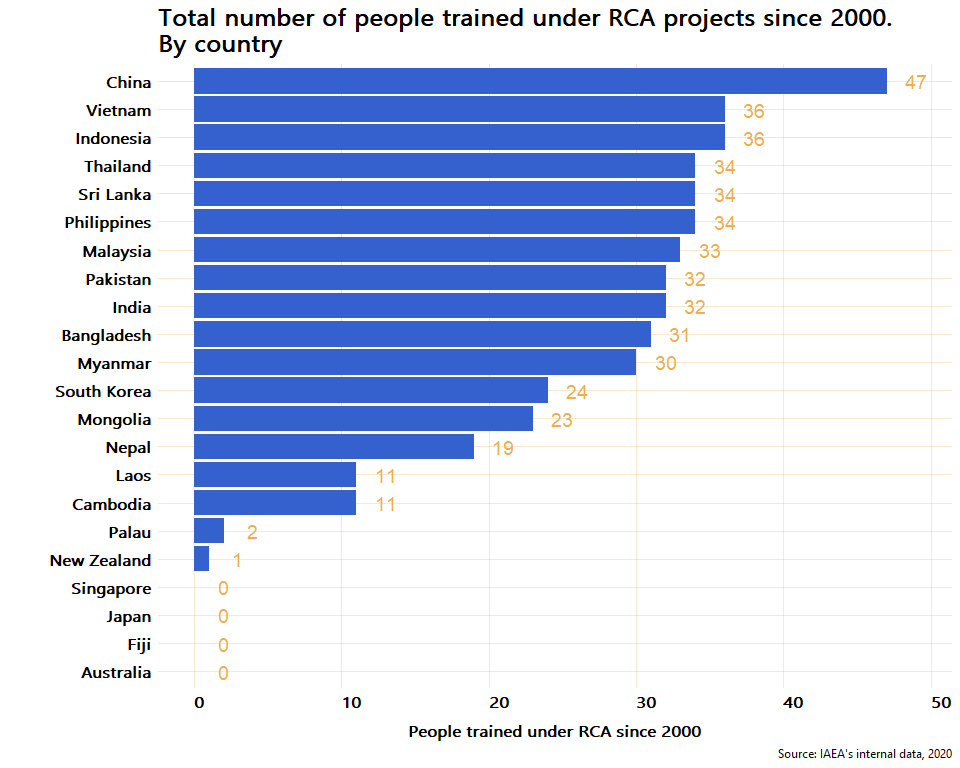 Total number of people trained under RCA projects since 2000.
By country
China 47
Vietnam 36
Indonesia 36
Thailand 34
Sri Lanka 34
Philippines 34
Malaysia 33
Pakistan 32
India 32
Bangladesh 31
Myanmar 30
South Korea 24
Mongolia 23
Nepal 19
Laos 11
Cambodia 11
Palau 2
New Zealand 1
Singapore 0
Japan 0
Fiji 0
Australia 0
0 10 20 30 40 50
People trained under RCA since 2000
Source: IAEA's internal data, 2020